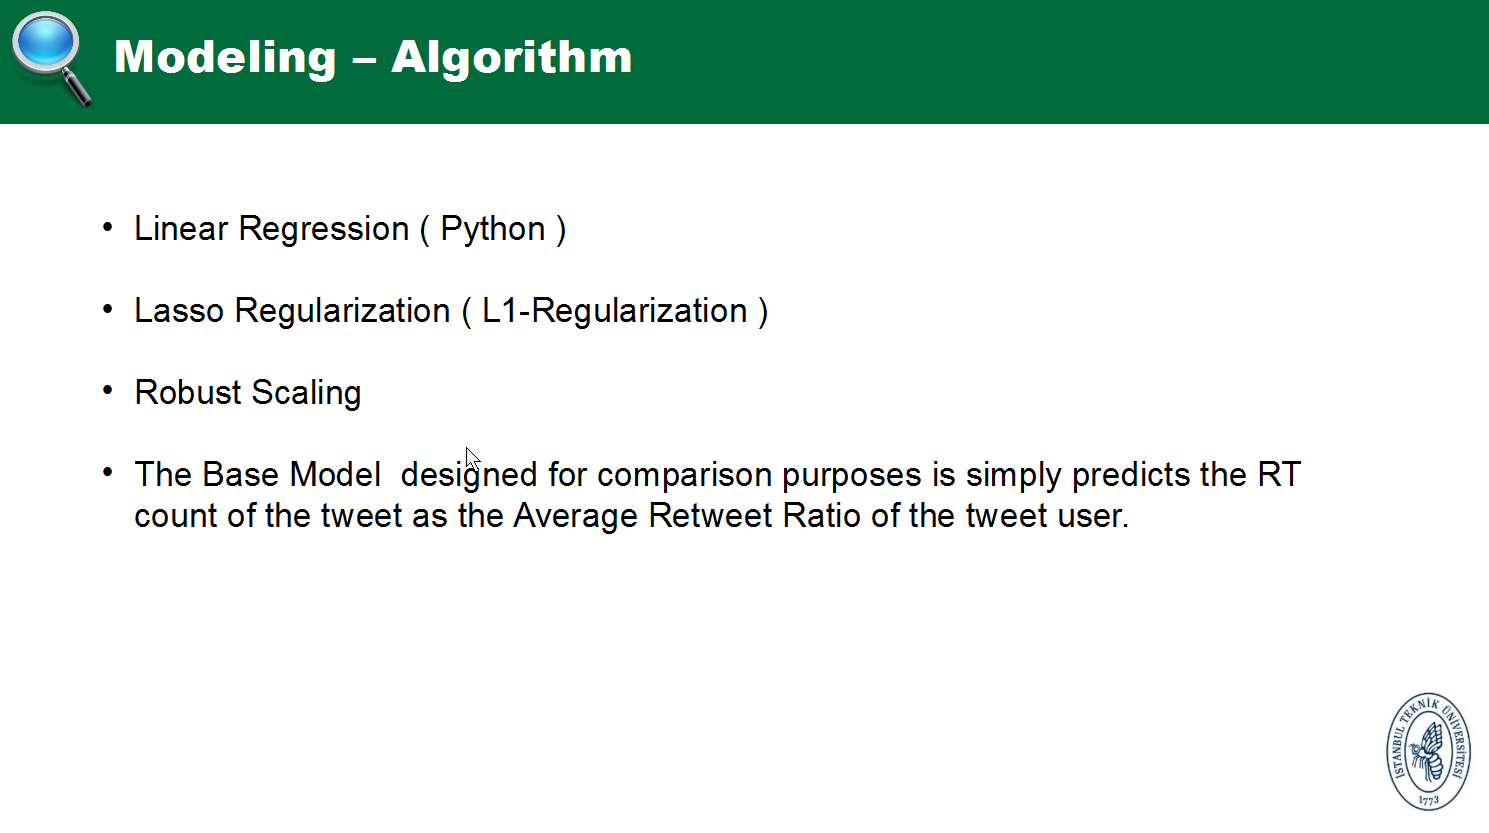 Modeling – Algorithm
• Linear Regression ( Python )
• Lasso Regularization ( L1-Regularization )
• Robust Scaling
• The Base Model  designed for comparison purposes is simply predicts the RT
count of the tweet as the Average Retweet Ratio of the tweet user.
İSTANBUL TEKNİK ÜNİVERSİTESİ
1773